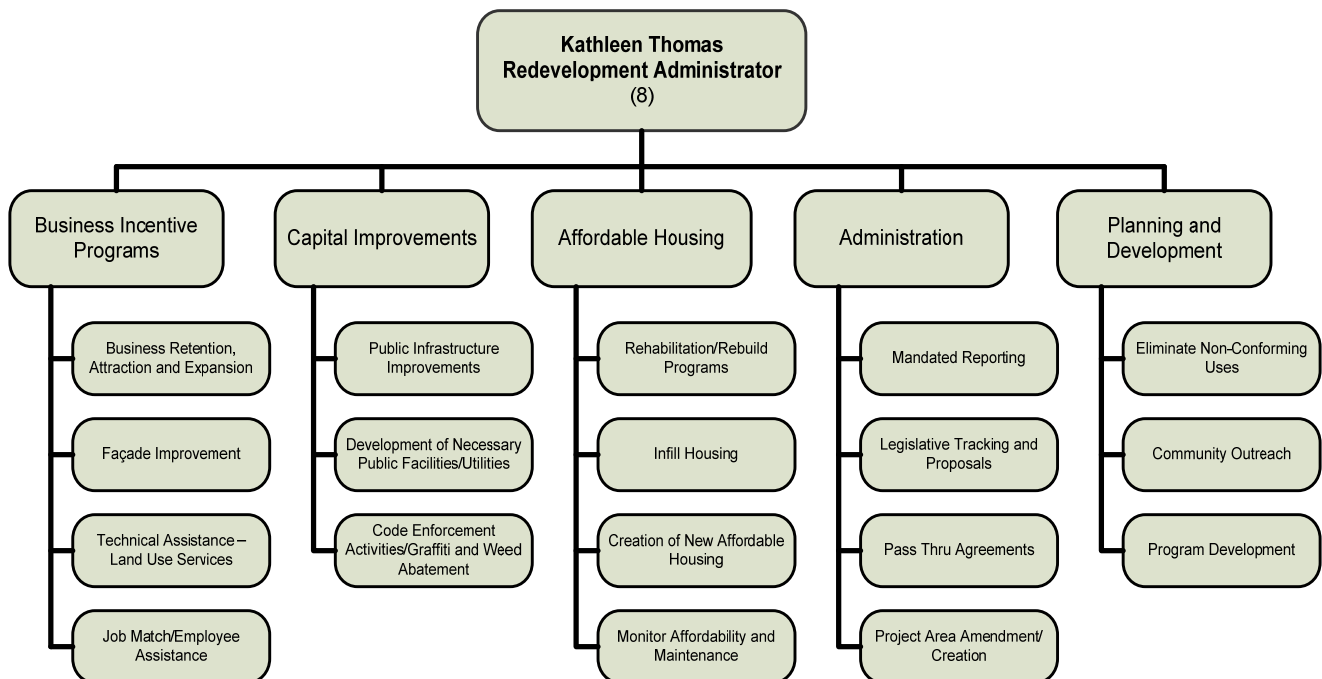 Kathleen Thomas
Redevelopment Administrator
(8)
Business Incentive
Programs
Business Retention,
Attraction and Expansion
Façade Improvement
Technical Assistance–
Land Use Services
Job Match/Employee
Assistance
Capital Improvements
Public Infrastructure
Improvements
Development of Necessary
Public Facilities/Utilities
Code Enforcement
Activities/Graffiti and Weed
Abatement
Affordable Housing
Rehabilitation/Rebuild
Programs
Infill Housing
Creation of New Affordable
Housing
Monitor Affordability and
Maintenance
Administration
Mandated Reporting
Legislative Tracking and
Proposals
Pass Thru Agreements
Project Area Amendment/
Creation
Planning and
Development
Eliminate Non-Conforming
Uses
Community Outreach
Program Development